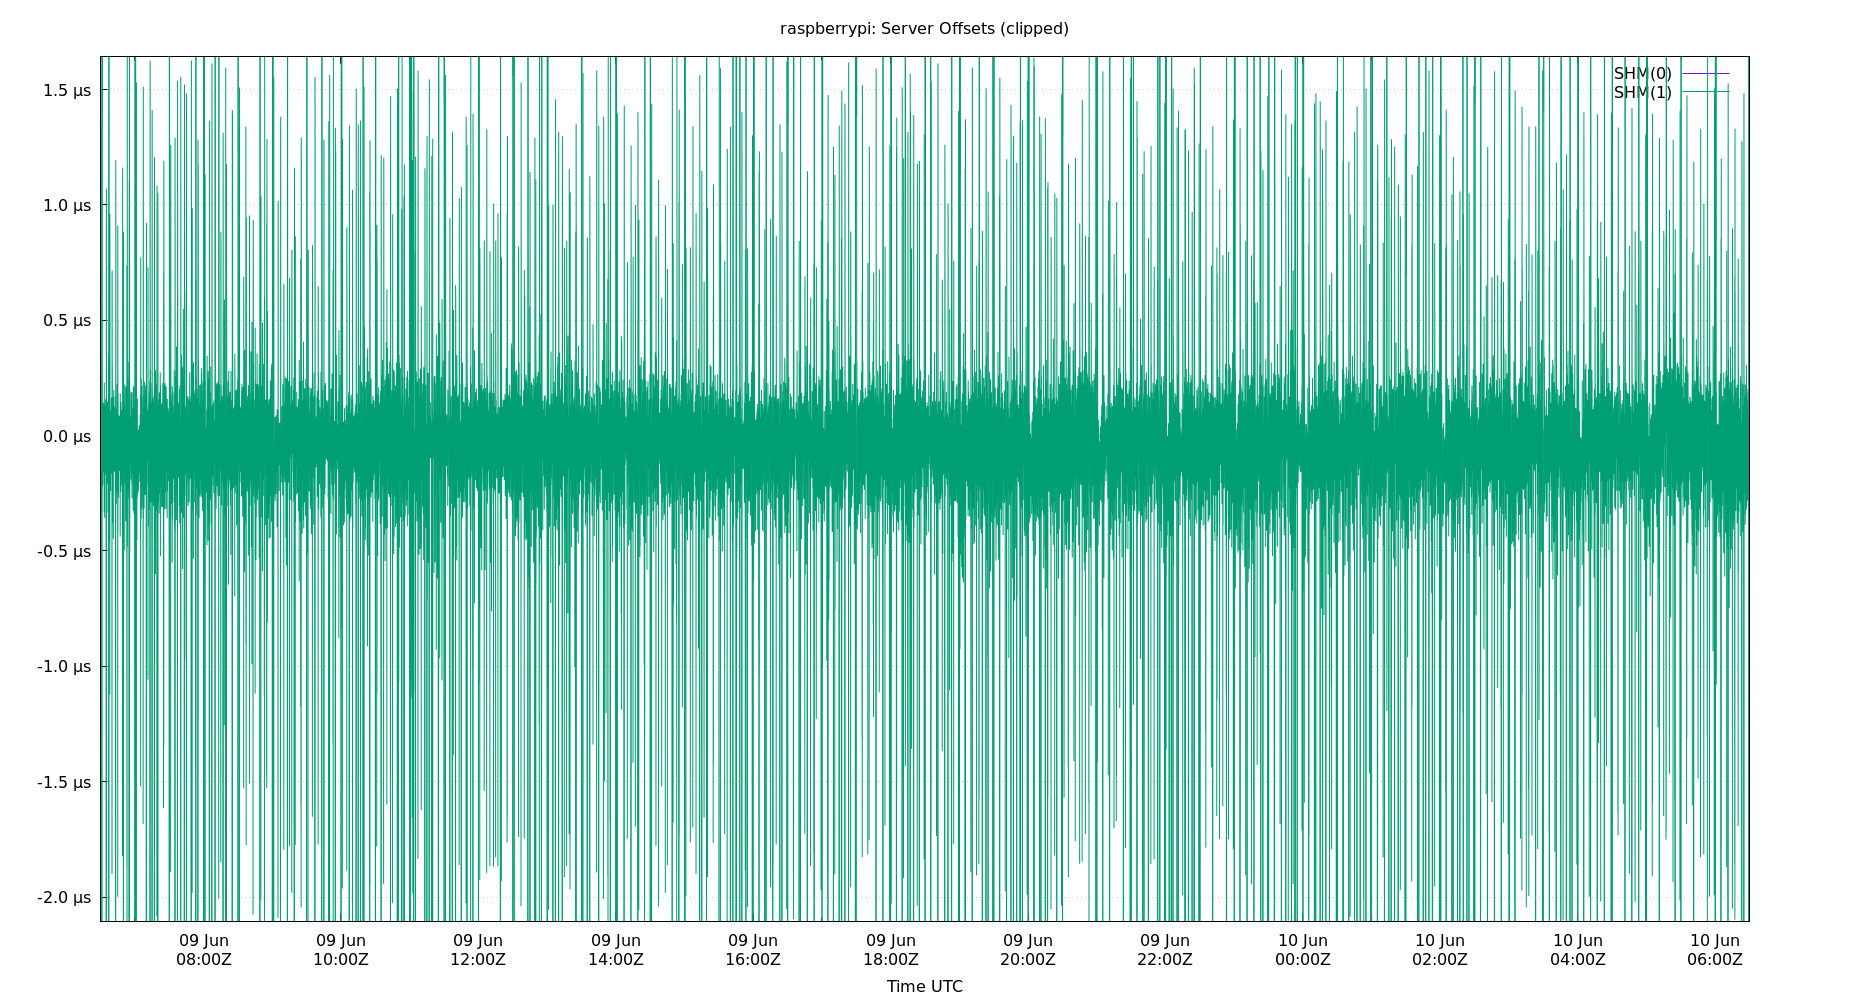 raspberrypi: Server Offsets (clipped)
SHM(0)
SHM(1)
1.5 µs
1.0 µs
0.5 µs
0.0 µs
-0.5 µs
-1.0 µs
-1.5 µs
-2.0 µs
09 Jun 09 Jun 09 Jun 09 Jun 09 Jun 09 Jun 09 Jun 09 Jun 10 Jun 10 Jun 10 Jun 10 Jun
08:00Z 10:00Z 12:00Z 14:00Z 16:00Z 18:00Z 20:00Z 22:00Z 00:00Z 02:00Z 04:00Z 06:00Z
Time UTC